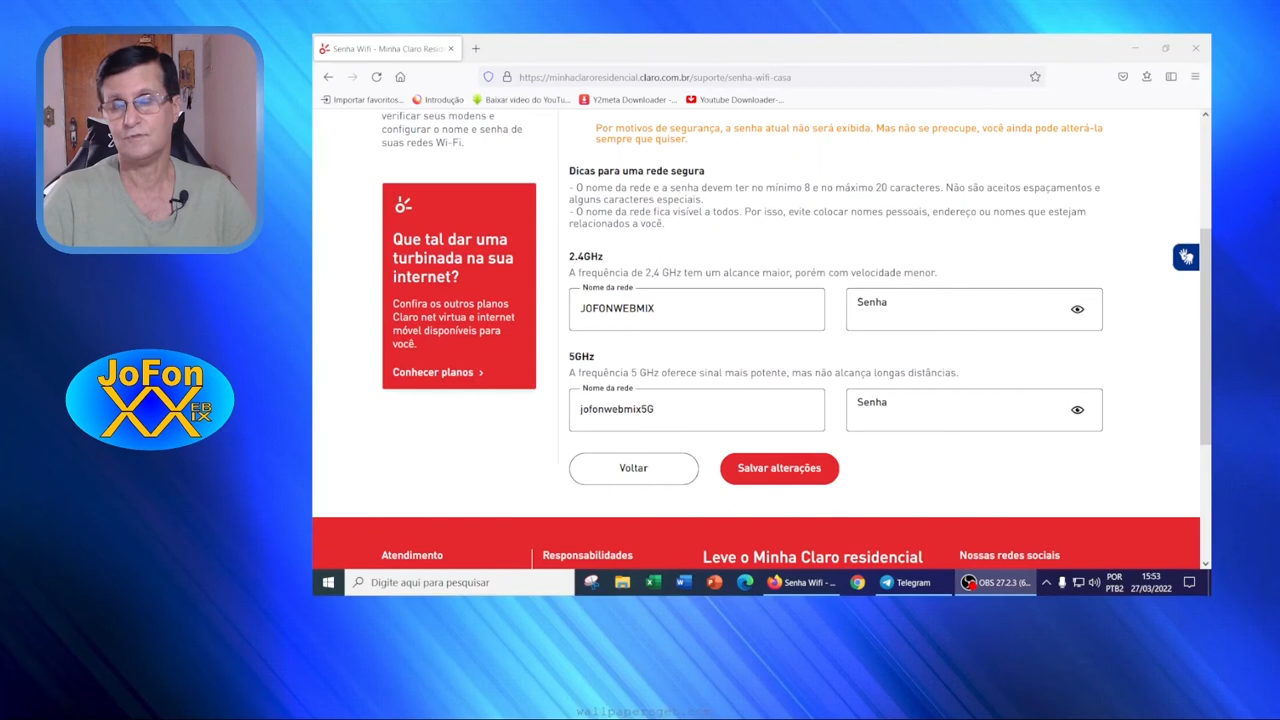 Senha Wifi - Minha Claro Resid
https://minhaclaroresidencial.claro.com.br/suporte/senha-wifi-casa
Importar favoritos...
Introdução
Baixar vídeo do YouTu...
Y2meta Downloader -...
Youtube Downloader-...
verificar seus modens e
configurar o nome e senha de
suas redes Wi-Fi.
Que tal dar uma
turbinada na sua
internet?
Confira os outros planos
Claro net virtua e internet
móvel disponíveis para
você.
Conhecer planos >
Por motivos de segurança, a senha atual não será exibida. Mas não se preocupe, você ainda pode alterá-la
sempre que quiser.
Dicas para uma rede segura
- O nome da rede e a senha devem ter no mínimo 8 e no máximo 20 caracteres. Não são aceitos espaçamentos e
alguns caracteres especiais.
- O nome da rede fica visível a todos. Por isso, evite colocar nomes pessoais, endereço ou nomes que estejam
relacionados a você.
2.4GHz
A frequência de 2,4 GHz tem um alcance maior, porém com velocidade menor.
Nome da rede
JOFONWEBMIX
Senha
5GHz
A frequência 5 GHz oferece sinal mais potente, mas não alcança longas distâncias.
Nome da rede
jofonwebmix5G
Senha
Voltar
Salvar alterações
Atendimento
Responsabilidades
Leve o Minha Claro residencial
Nossas redes sociais
Digite aqui para pesquisar
Senha Wifi - ...
Telegram
OBS 27.2.3 (6...
POR
PTB2
15:53
27/03/2022
JoFon
WEB
MIX